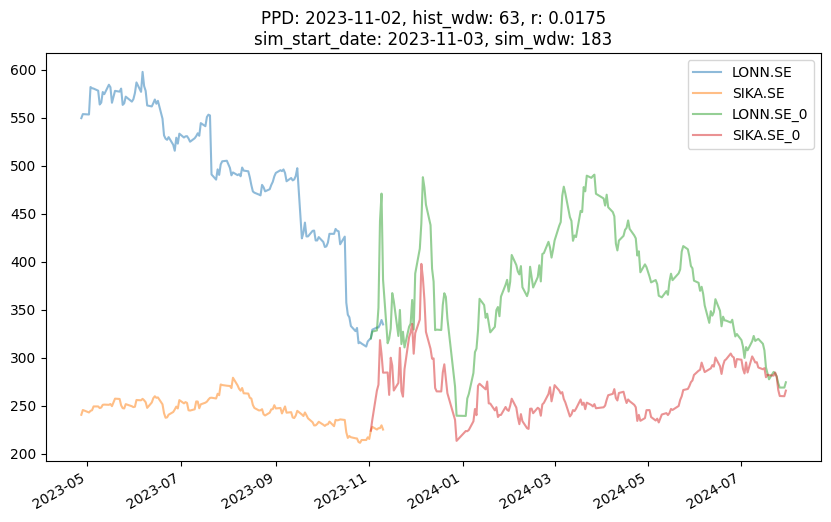 PPD: 2023-11-02, hist_wdw: 63, r: 0.0175
sim_start_date: 2023-11-03, sim_wdw: 183
LONN.SE
SIKA.SE
LONN.SE_0
SIKA.SE_0
600
550
500
450
400
350
300
250
200
2023-05
2023-07
2023-09
2023-11
2024-01
2024-03
2024-05
2024-07